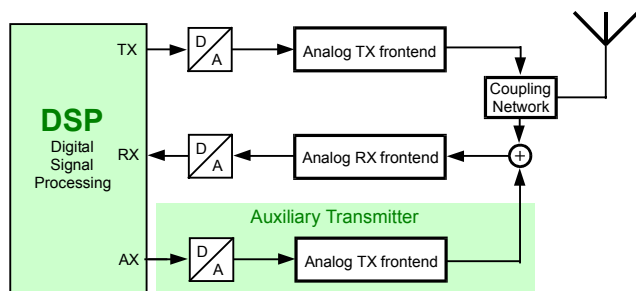 TX
D
A
Analog TX frontend
Coupling
Network
DSP
Digital
Signal
Processing
RX
D
A
Analog RX frontend
+
Auxiliary Transmitter
AX
D
A
Analog TX frontend